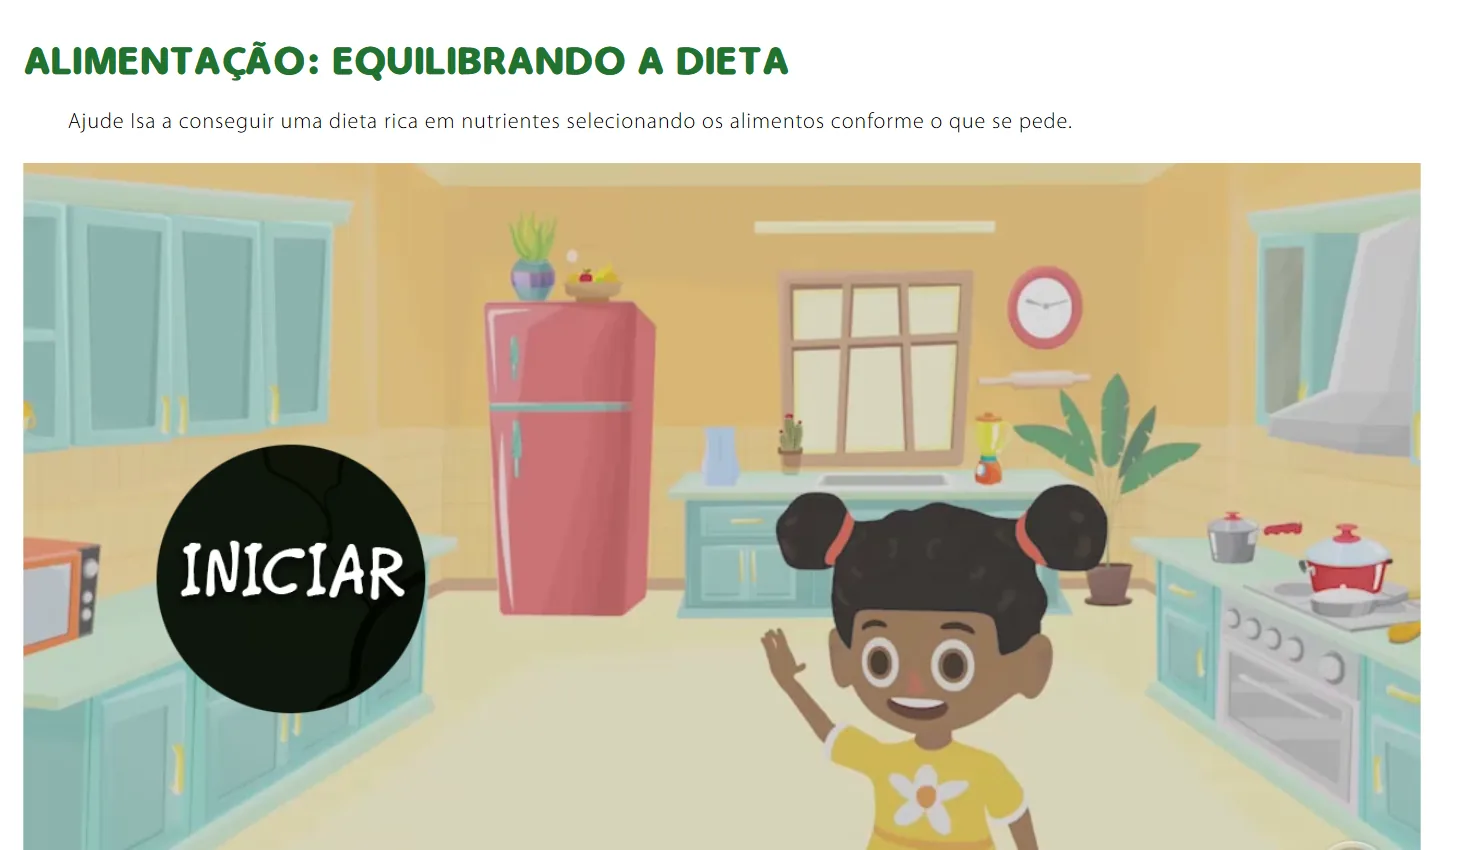 ALIMENTAÇÃO: EQUILIBRANDO A DIETA
Ajude Isa a conseguir uma dieta rica em nutrientes selecionando os alimentos conforme o que se pede.
INICIAR